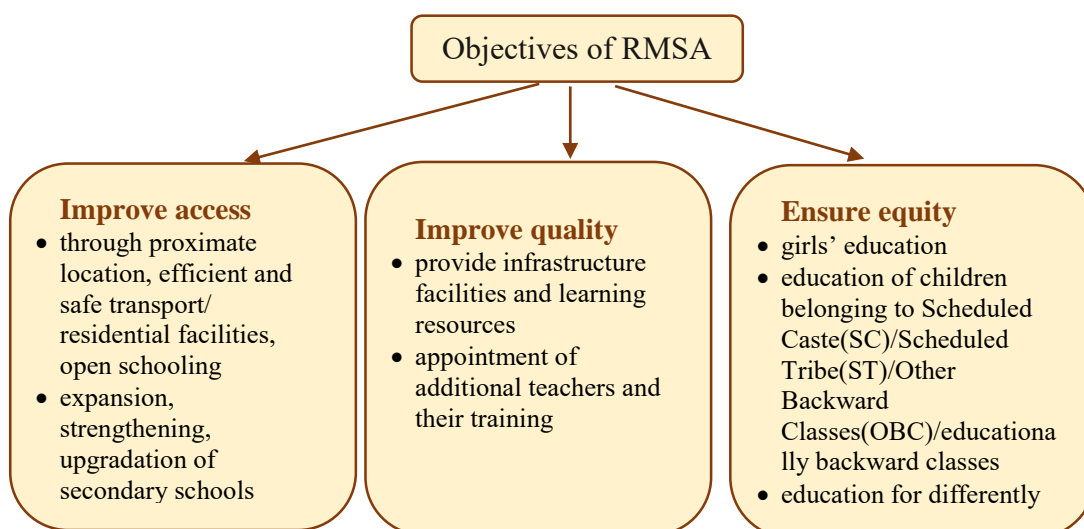 Objectives of RMSA
Improve access
• through proximate
location, efficient and
safe transport/
residential facilities,
open schooling
• expansion,
strengthening,
upgradation of
secondary schools
Improve quality
• provide infrastructure
facilities and learning
resources
• appointment of
additional teachers and
their training
Ensure equity
• girls’ education
• education of children
belonging to Scheduled
Caste(SC)/Scheduled
Tribe(ST)/Other
Backward
Classes(OBC)/educationa
lly backward classes
• education for differently